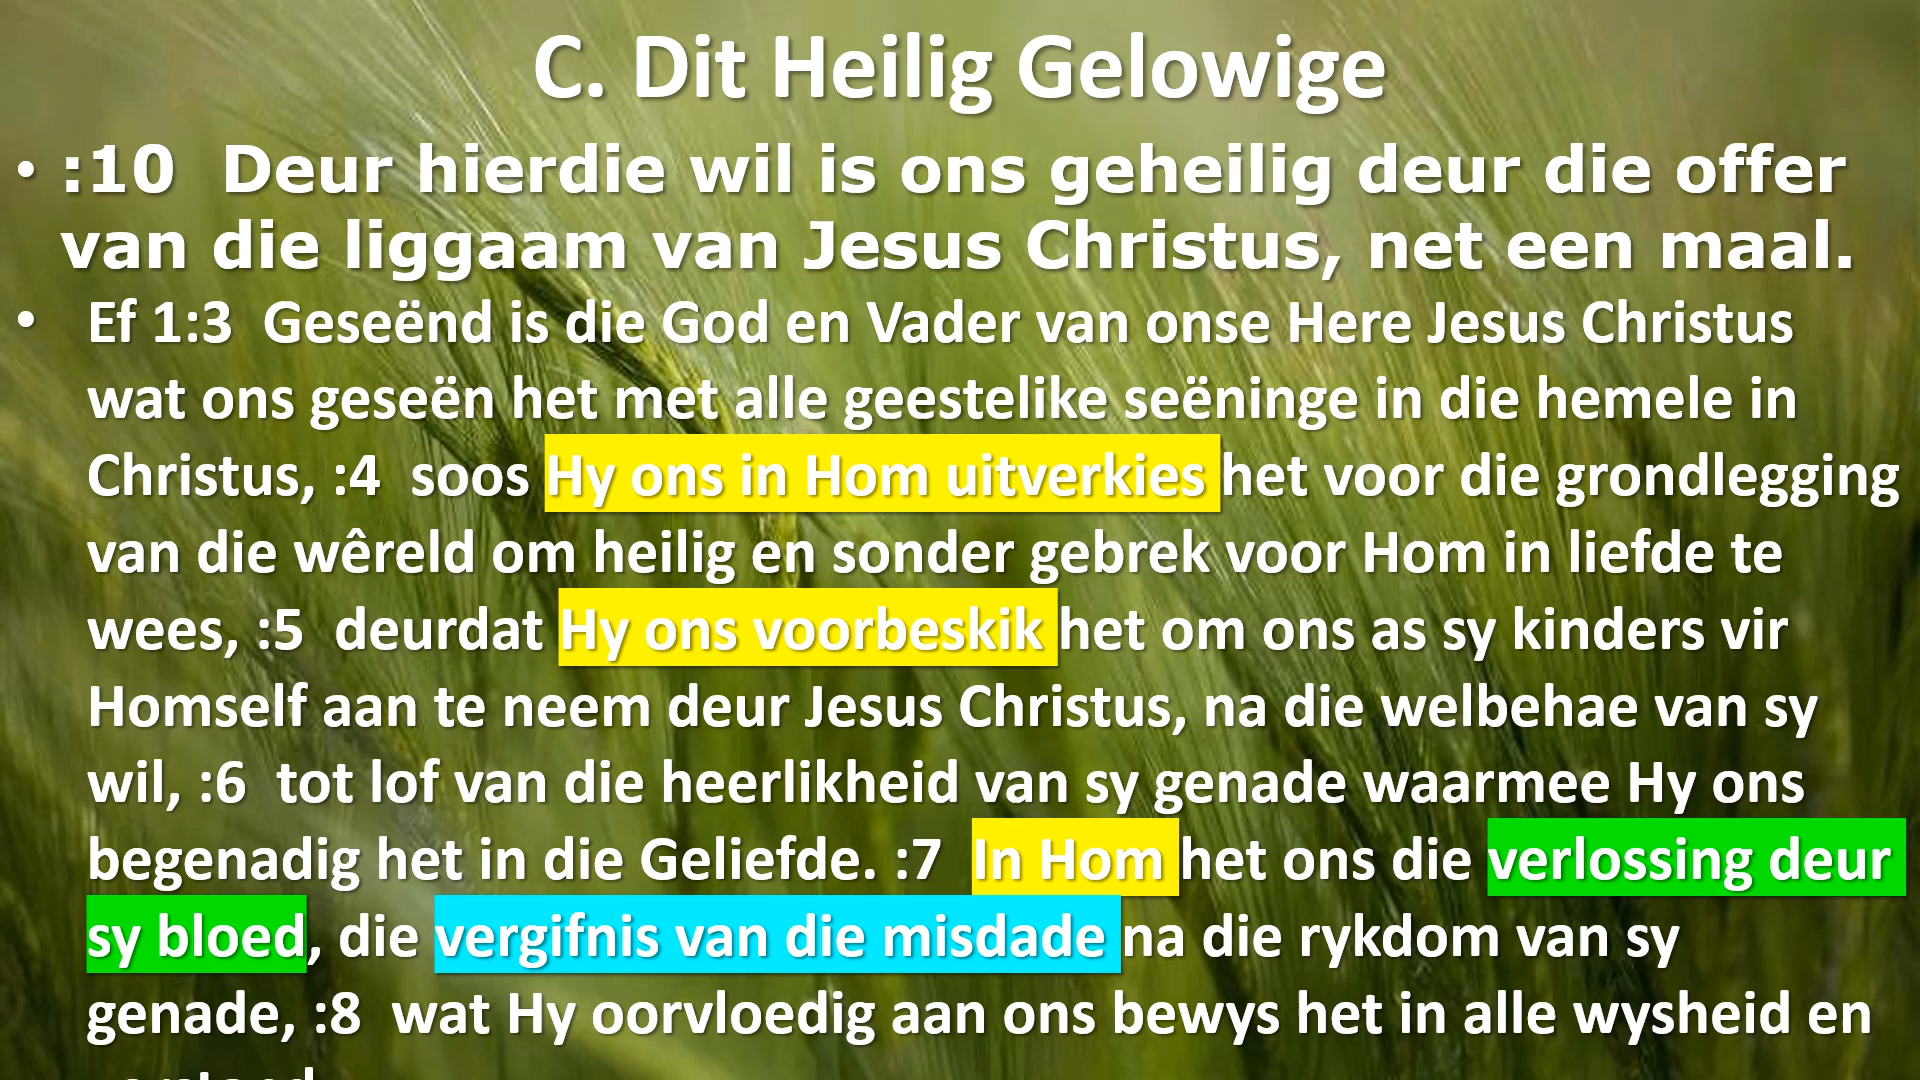 C. Dit Heilig Gelowige
• :10 Deur hierdie wil is ons geheilig deur die offer
van die liggaam van Jesus Christus, net een maal.
• Ef 1:3 Geseënd is die God en Vader van onse Here Jesus Christus
wat ons geseën het met alle geestelike seëninge in die hemele in
Christus, :4 soos Hy ons in Hom uitverkies het voor die grondlegging
van die wêreld om heilig en sonder gebrek voor Hom in liefde te
wees, :5 deurdat Hy ons voorbeskik het om ons as sy kinders vir
Homself aan te neem deur Jesus Christus, na die welbehae van sy
wil, :6 tot lof van die heerlikheid van sy genade waarmee Hy ons
begenadig het in die Geliefde. :7 In Hom het ons die verlossing deur
sy bloed, die vergifnis van die misdade na die rykdom van sy
genade, :8 wat Hy oorvloedig aan ons bewys het in alle wysheid en